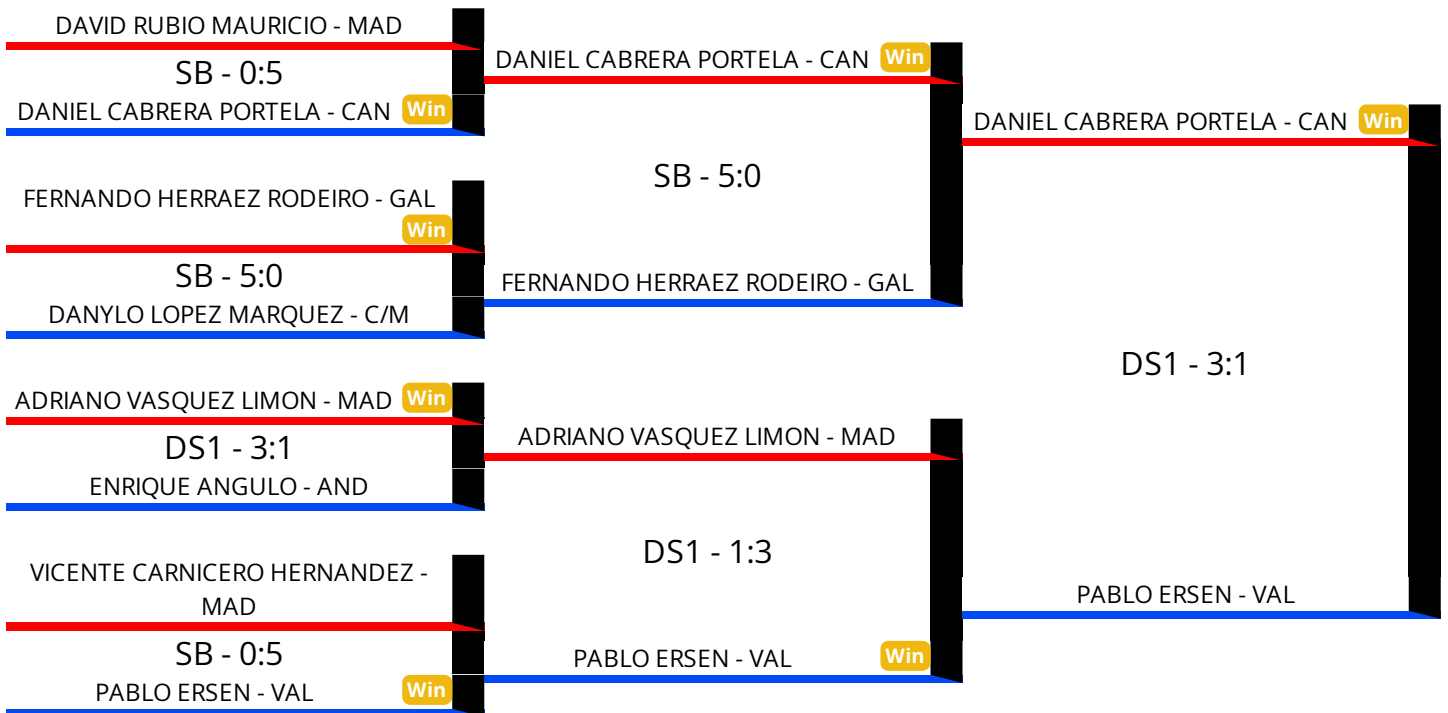 DAVID RUBIO MAURICIO - MAD
SB - 0:5
DANIEL CABRERA PORTELA - CAN Win
FERNANDO HERRAEZ RODEIRO - GAL
Win
SB - 5:0
DANYLO LOPEZ MARQUEZ - C/M
ADRIANO VASQUEZ LIMON - MAD Win
DS1 - 3:1
ENRIQUE ANGULO - AND
VICENTE CARNICERO HERNANDEZ -
MAD
SB - 0:5
PABLO ERSEN - VAL Win
DANIEL CABRERA PORTELA - CAN Win
SB - 5:0
FERNANDO HERRAEZ RODEIRO - GAL
ADRIANO VASQUEZ LIMON - MAD
DS1 - 1:3
PABLO ERSEN - VAL Win
DANIEL CABRERA PORTELA - CAN Win
DS1 - 3:1
PABLO ERSEN - VAL